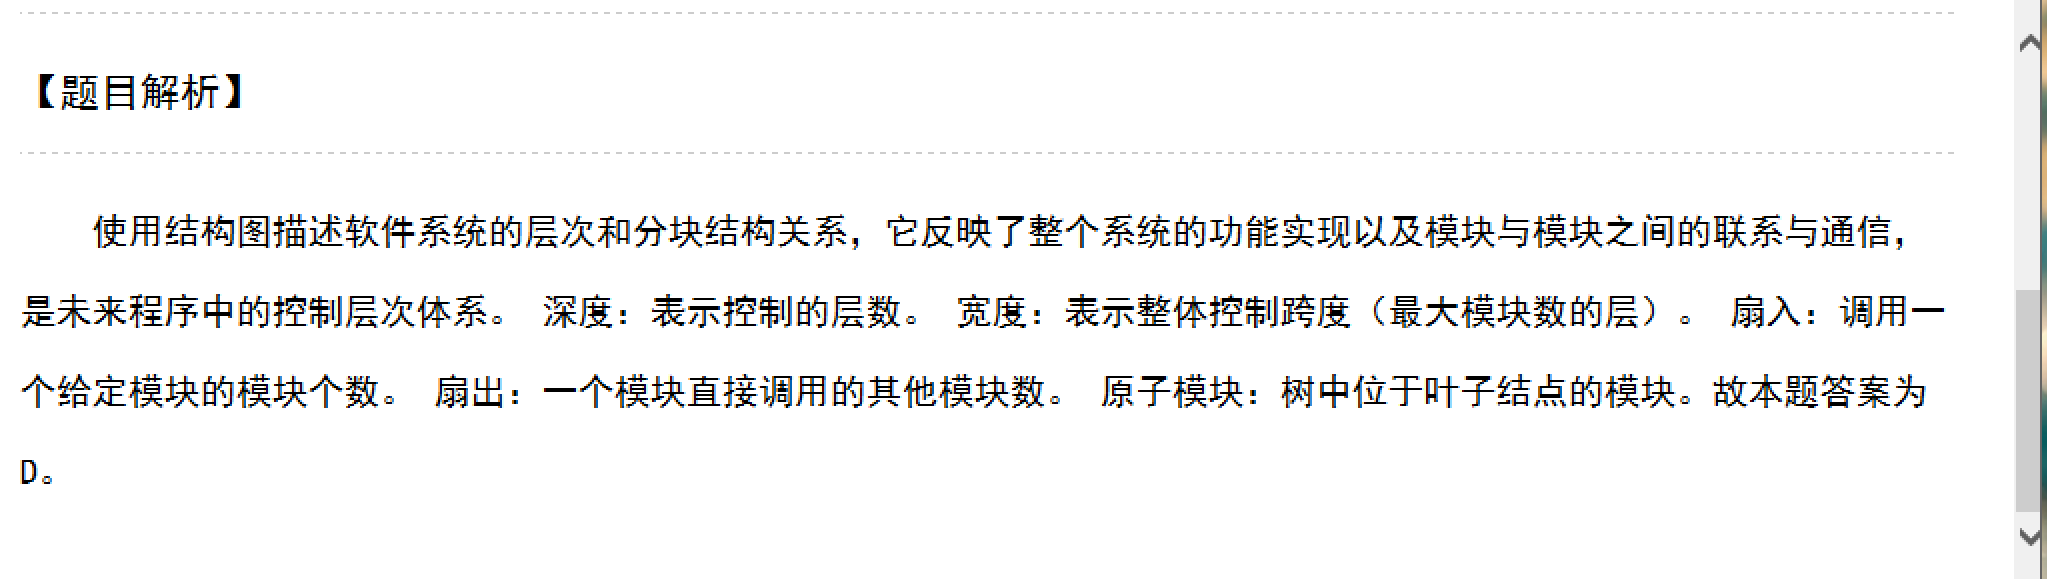 【题目解析】
使用结构图描述软件系统的层次和分块结构关系，它反映了整个系统的功能实现以及模块与模块之间的联系与通信，
是未来程序中的控制层次体系。 深度：表示控制的层数。 宽度：表示整体控制跨度（最大模块数的层）。 扇入：调用一
个给定模块的模块个数。 扇出：一个模块直接调用的其他模块数。 原子模块：树中位于叶子结点的模块。故本题答案为
D。